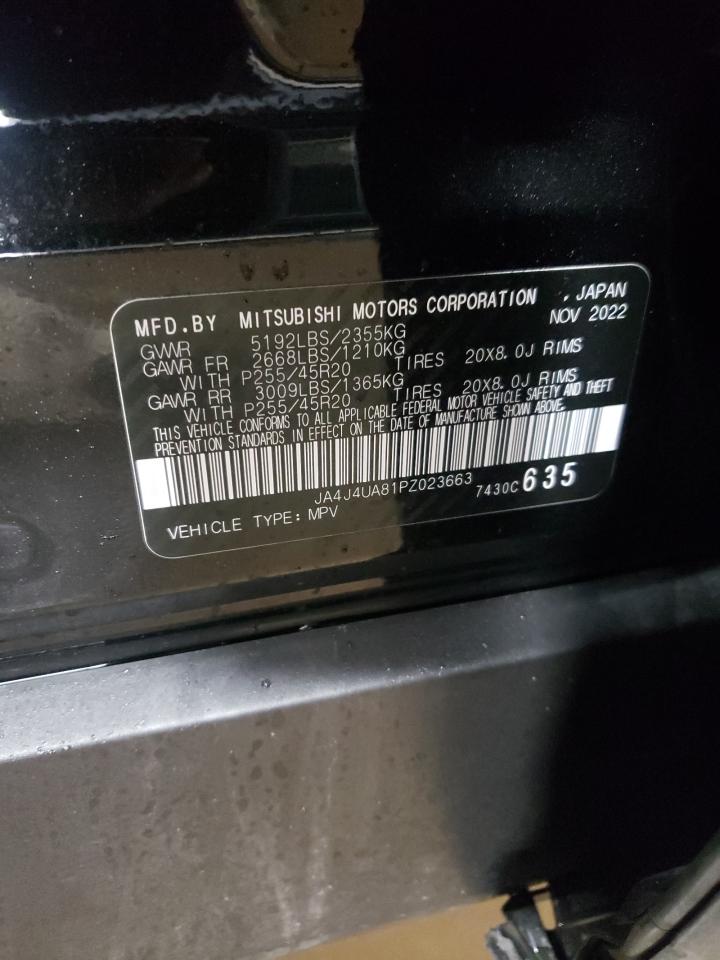 MFD.BY MITSUBISHI MOTORS CORPORATION , JAPAN
NOV 2022
GVWR 5192LBS/2355KG
GAWR FR 2668LBS/1210KG
WITH P255/45R20 TIRES 20X8.0J RIMS
GAWR RR 3009LBS/1365KG
WITH P255/45R20 TIRES 20X8.0J RIMS
THIS VEHICLE CONFORMS TO ALL APPLICABLE FEDERAL MOTOR VEHICLE SAFETY AND THEFT
PREVENTION STANDARDS IN EFFECT ON THE DATE OF MANUFACTURE SHOWN ABOVE.
JA4J4UA81PZ023663 7430C 635
VEHICLE TYPE: MPV